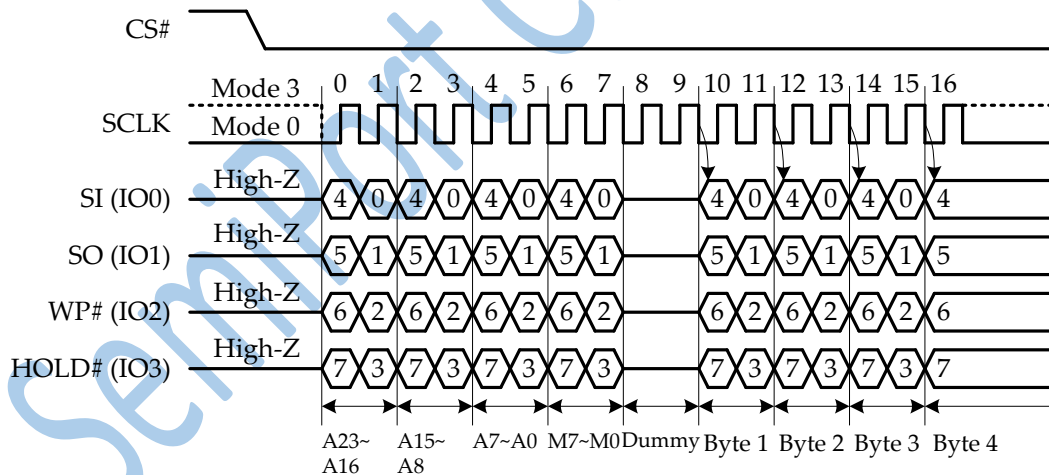 CS#
Mode 3 0 1 2 3 4 5 6 7 8 9 10 11 12 13 14 15 16
SCLK
Mode 0
SI (IO0) High-Z 4 0 4 0 4 0 4 0 4 0 4 0 4 0 4
SO (IO1) High-Z 5 1 5 1 5 1 5 1 5 1 5 1 5 1 5
WP# (IO2) High-Z 6 2 6 2 6 2 6 2 6 2 6 2 6 2 6
HOLD# (IO3) High-Z 7 3 7 3 7 3 7 3 7 3 7 3 7 3 7
A23~ A15~ A7~A0 M7~M0 Dummy Byte 1 Byte 2 Byte 3 Byte 4
A16 A8
SemiPort